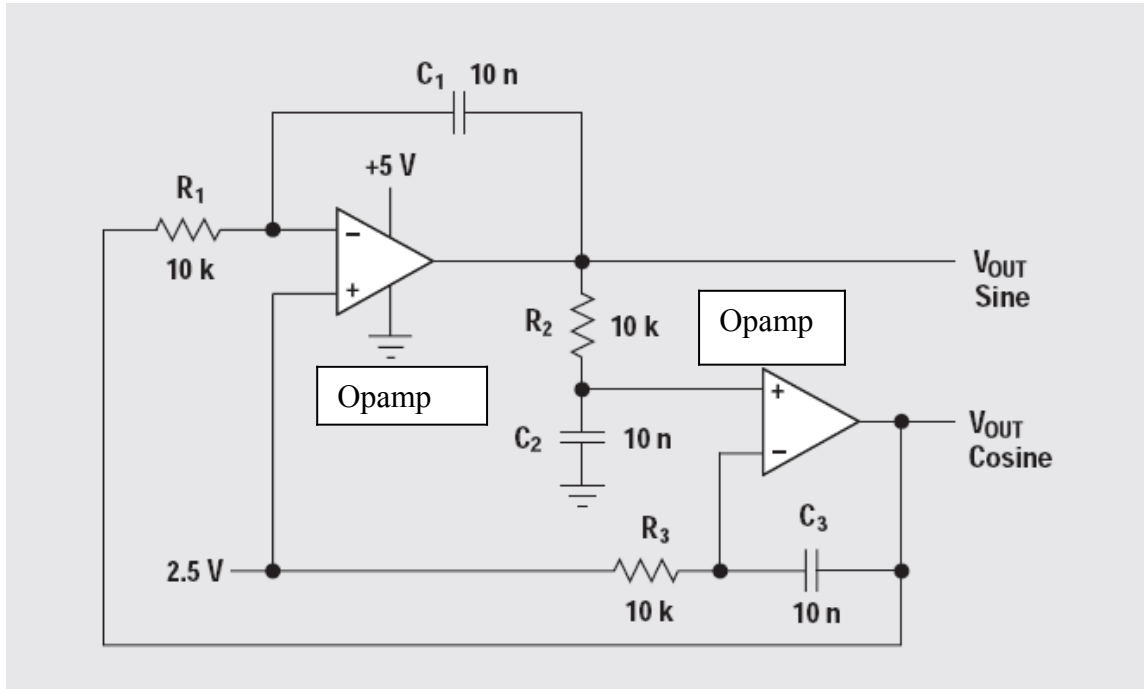 C1 10 n
+5 V
R1
10 k
−
+
VOUT
Sine
R2 10 k
Opamp
Opamp
+
−
C2 10 n
VOUT
Cosine
R3
C3
2.5 V
10 k
10 n